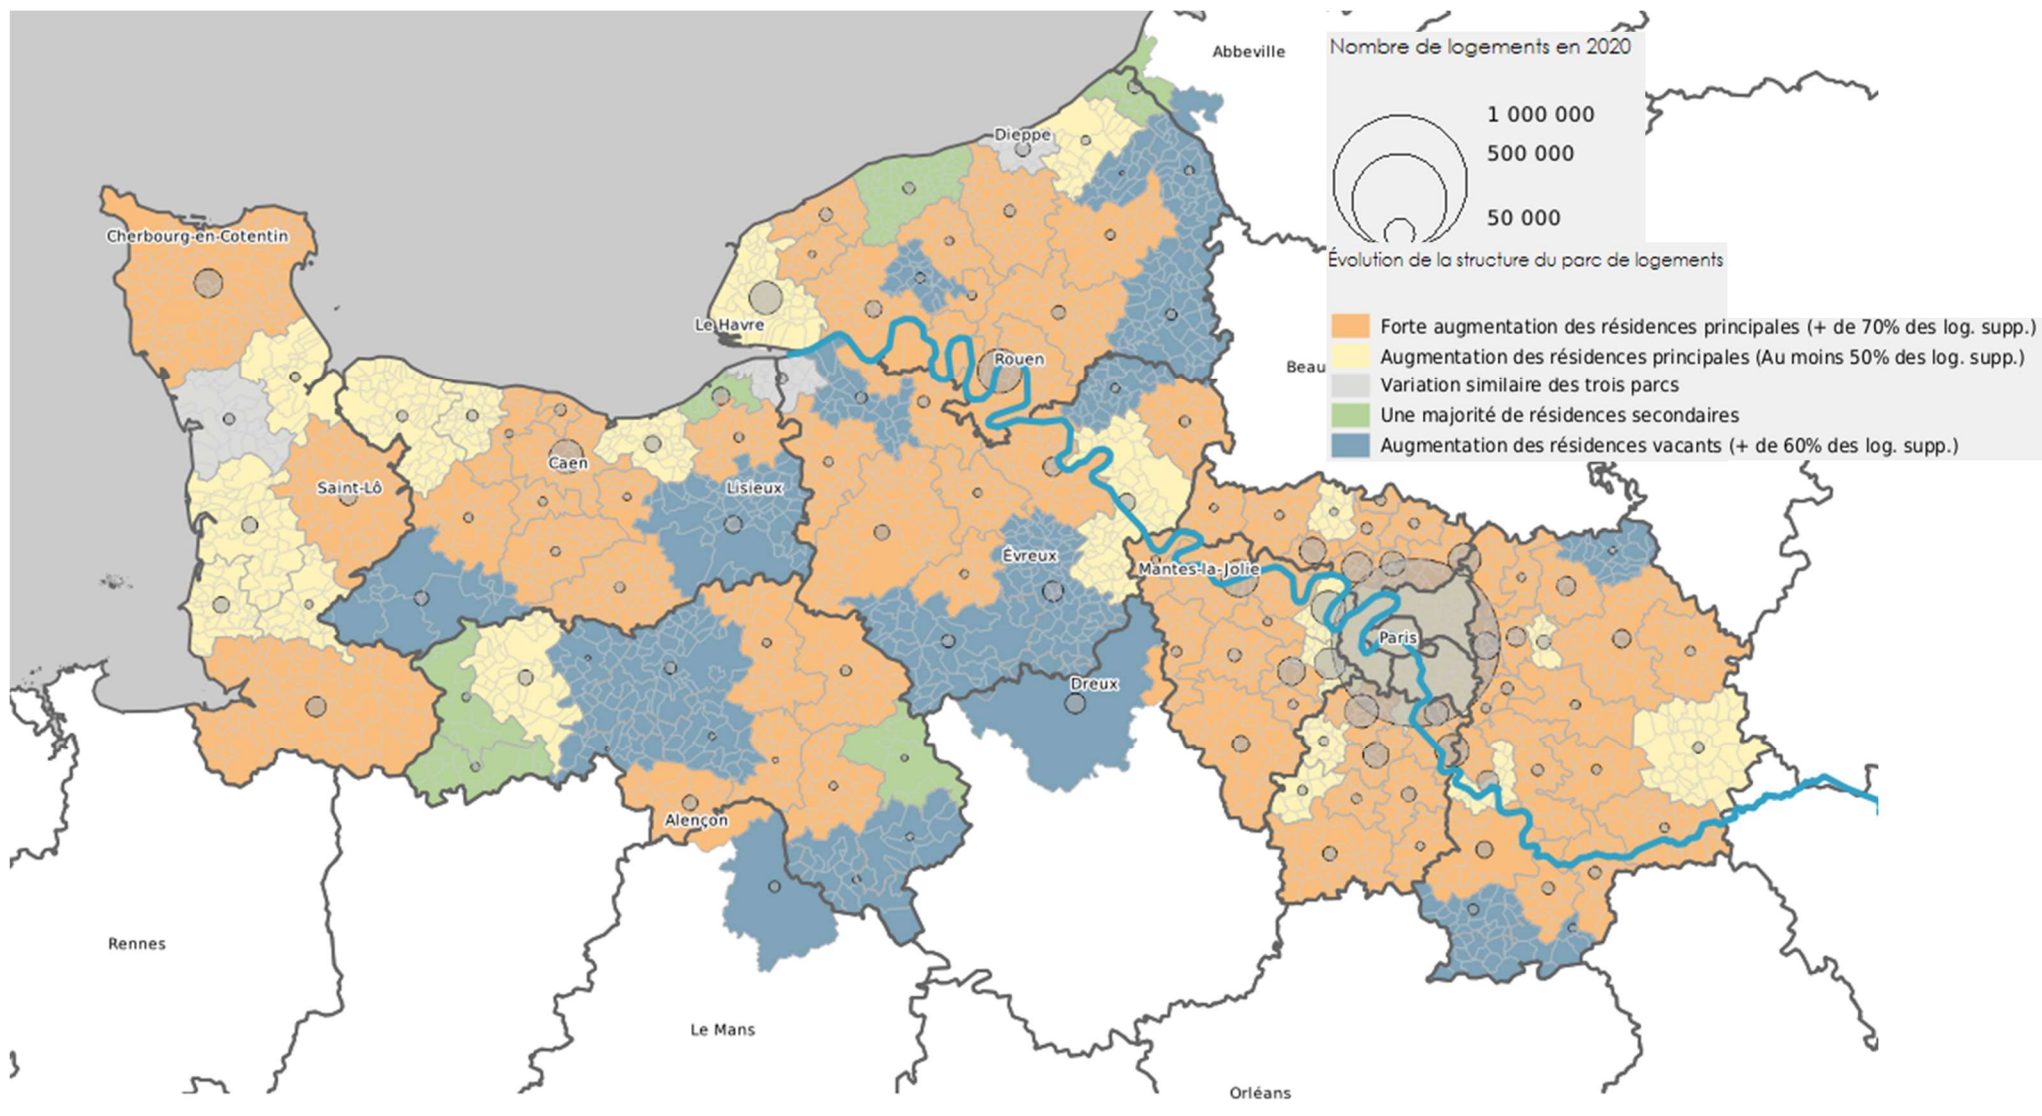 Abbeville
Nombre de logements en 2020
1 000 000
500 000
50 000
Évolution de la structure du parc de logements
Forte augmentation des résidences principales (+ de 70% des log. supp.)
Augmentation des résidences principales (Au moins 50% des log. supp.)
Variation similaire des trois parcs
Une majorité de résidences secondaires
Augmentation des résidences vacants (+ de 60% des log. supp.)
Dieppe
Cherbourg-en-Cotentin
Le Havre
Rouen
Beau
Caen
Saint-Lô
Lisieux
Évreux
Mantes-la-Jolie
Paris
Dreux
Alençon
Rennes
Le Mans
Orléans